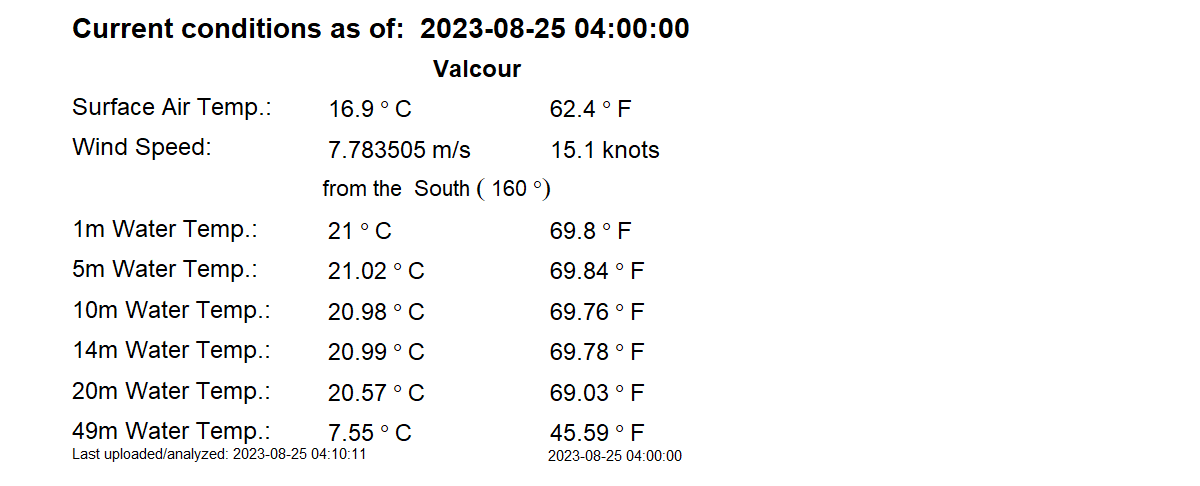 Current conditions as of:  2023-08-25 04:00:00
Valcour
Surface Air Temp.: 16.9 ° C 62.4 ° F
Wind Speed: 7.783505 m/s 15.1 knots
from the  South ( 160 °)
1m Water Temp.: 21 ° C 69.8 ° F
5m Water Temp.: 21.02 ° C 69.84 ° F
10m Water Temp.: 20.98 ° C 69.76 ° F
14m Water Temp.: 20.99 ° C 69.78 ° F
20m Water Temp.: 20.57 ° C 69.03 ° F
49m Water Temp.: 7.55 ° C 45.59 ° F
Last uploaded/analyzed: 2023-08-25 04:10:11 2023-08-25 04:00:00